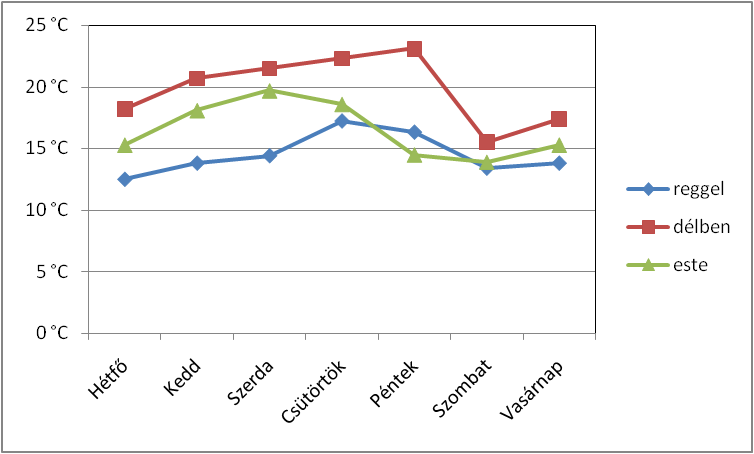 25 °C
20 °C
15 °C
10 °C
5 °C
0 °C
Hétfő
Kedd
Szerda
Csütörtök
Péntek
Szombat
Vasárnap
reggel
délben
este